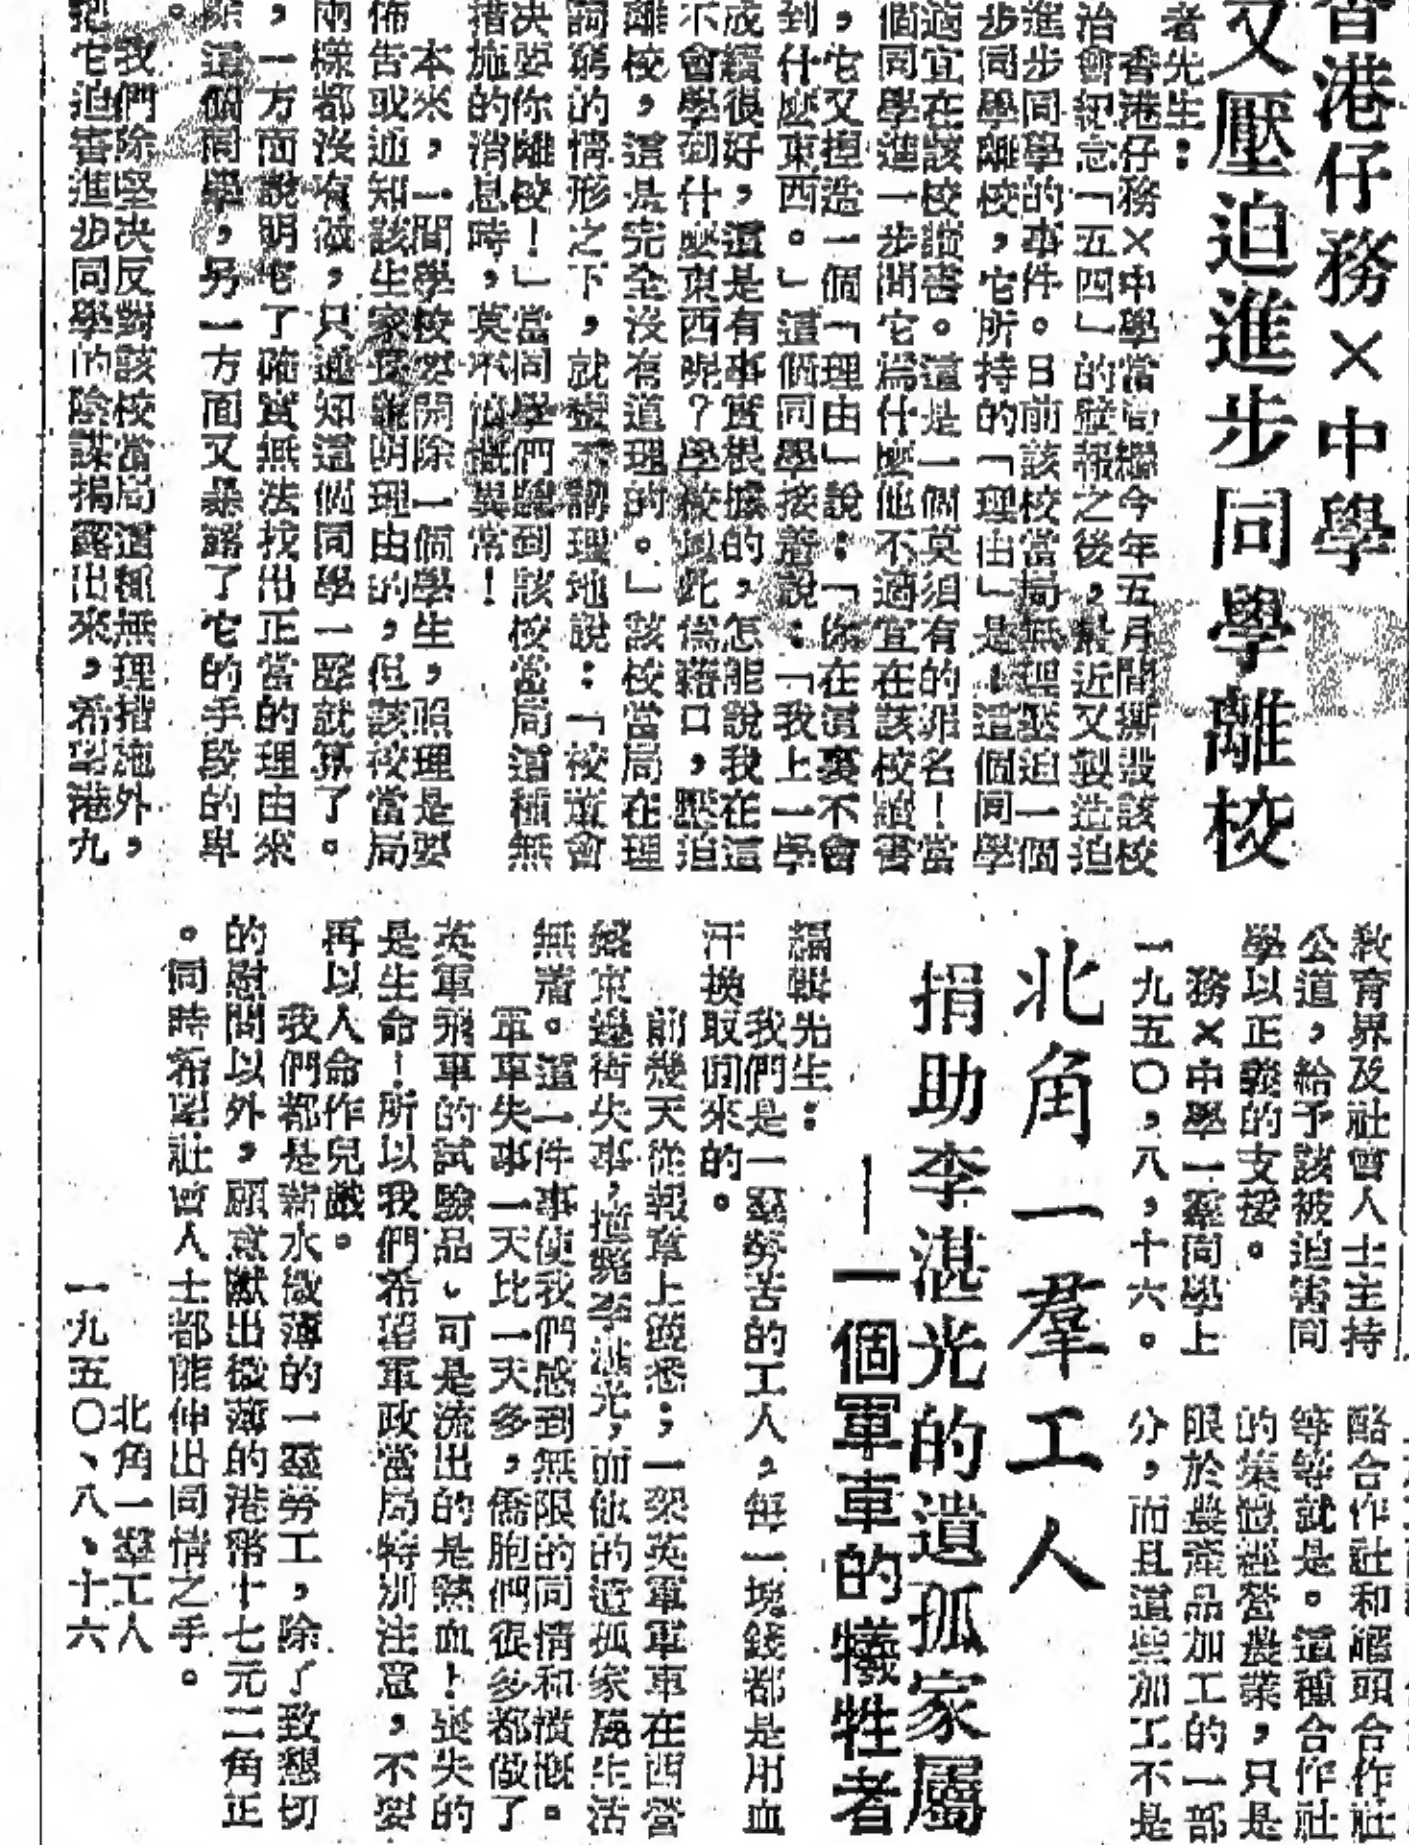 香港仔務×中學
又壓迫進步同學離校
者先生：
香港仔務×中學當局繼今年五月間撕毀該校
治會紀念「五四」的壁報之後，最近又製造迫
進步同學的事件。日前該校當局無理壓迫一個
步同學離校，它所持的「理由」是：這個同學
適宜在該校讀書。這是一個莫須有的罪名！當
個同學進一步問它為什麼他不適宜在該校讀書
，它又捏造一個「理由」說：「你在這裏不會
到什麼東西。」這個同學接着說：「我上一學
成績很好，這是有事實根據的，怎能說我在這
不會學到什麼東西呢？學校以此為藉口，壓迫
離校，這是完全沒有道理的。」該校當局在理
詞窮的情形之下，就蠻不講理地說：「校董會
决要你離校！」當同學們聽到該校當局這種無
措施的消息時，莫不憤慨異常！
本來，一間學校要開除一個學生，照理是要
佈告或通知該生家長說明理由的，但該校當局
兩樣都沒有做，只通知這個同學一聲就算了。
，一方面說明它了確實無法找出正當的理由來
除這個同學，另一方面又暴露了它的手段的卑
。
我們除堅决反對該校當局這種無理措施外，
把它迫害進步同學的陰謀揭露出來，希望港九
教育界及社會人士主持
公道，給予該被迫害同
學以正義的支援。
務×中學一羣同學上
一九五〇，八，十六。
北角一羣工人
捐助李湛光的遺孤家屬
——一個軍車的犧牲者
編輯先生：
我們是一羣勞苦的工人，每一塊錢都是用血
汗換取回來的。
前幾天從報章上驚悉；一架英軍軍車在西營
盤東邊街失事，撞斃李湛光，而他的遺孤家屬生活
無着。這一件事使我們感到無限的同情和憤慨。
軍車失事一天比一天多，僑胞們很多都做了
英軍飛車的試驗品、可是流出的是熱血！喪失的
是生命！所以我們希望軍政當局特別注意，不要
再以人命作兒戲。
我們都是薪水微薄的一羣勞工，除了致懇切
的慰問以外，願意獻出微薄的港幣十七元二角正
。同時希望社會人士都能伸出同情之手。
北角一羣工人
一九五〇、八、十六
酪合作社和罐頭合作社
等等就是。這種合作社
的業務經營農業，只是
限於農產品加工的一部
分，而且這些加工不是